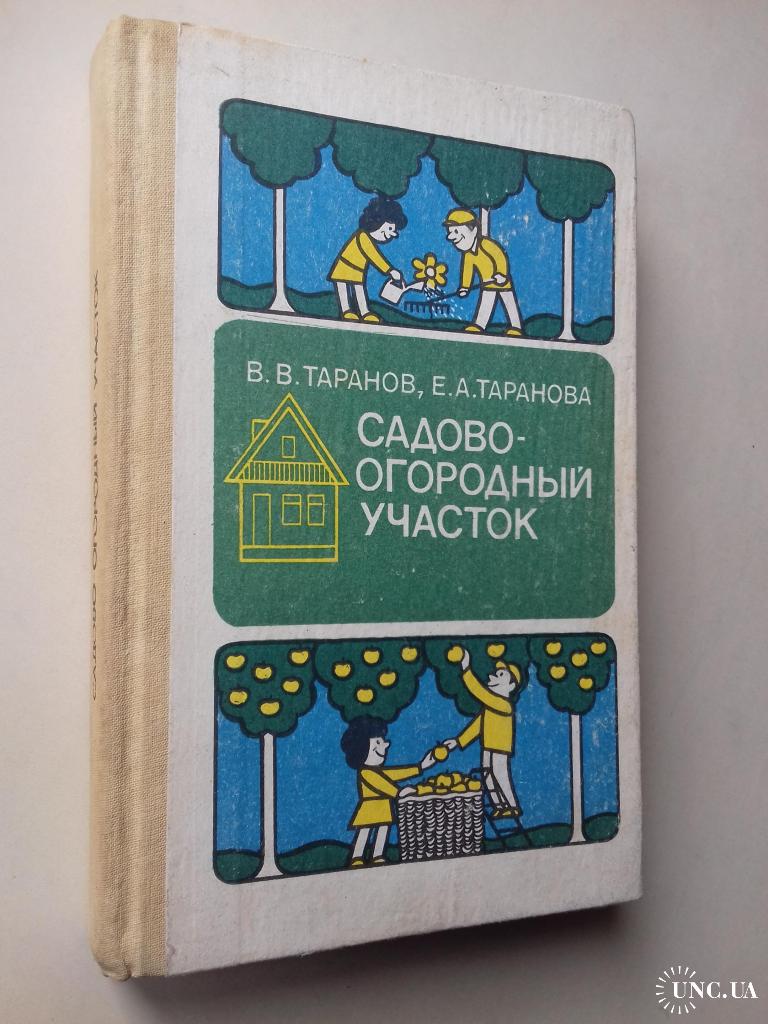 В. В. ТАРАНОВ, Е. А. ТАРАНОВА
САДОВО-
ОГОРОДНЫЙ
УЧАСТОК
САДОВО-ОГОРОДНЫЙ УЧАСТОК
UNC.UA